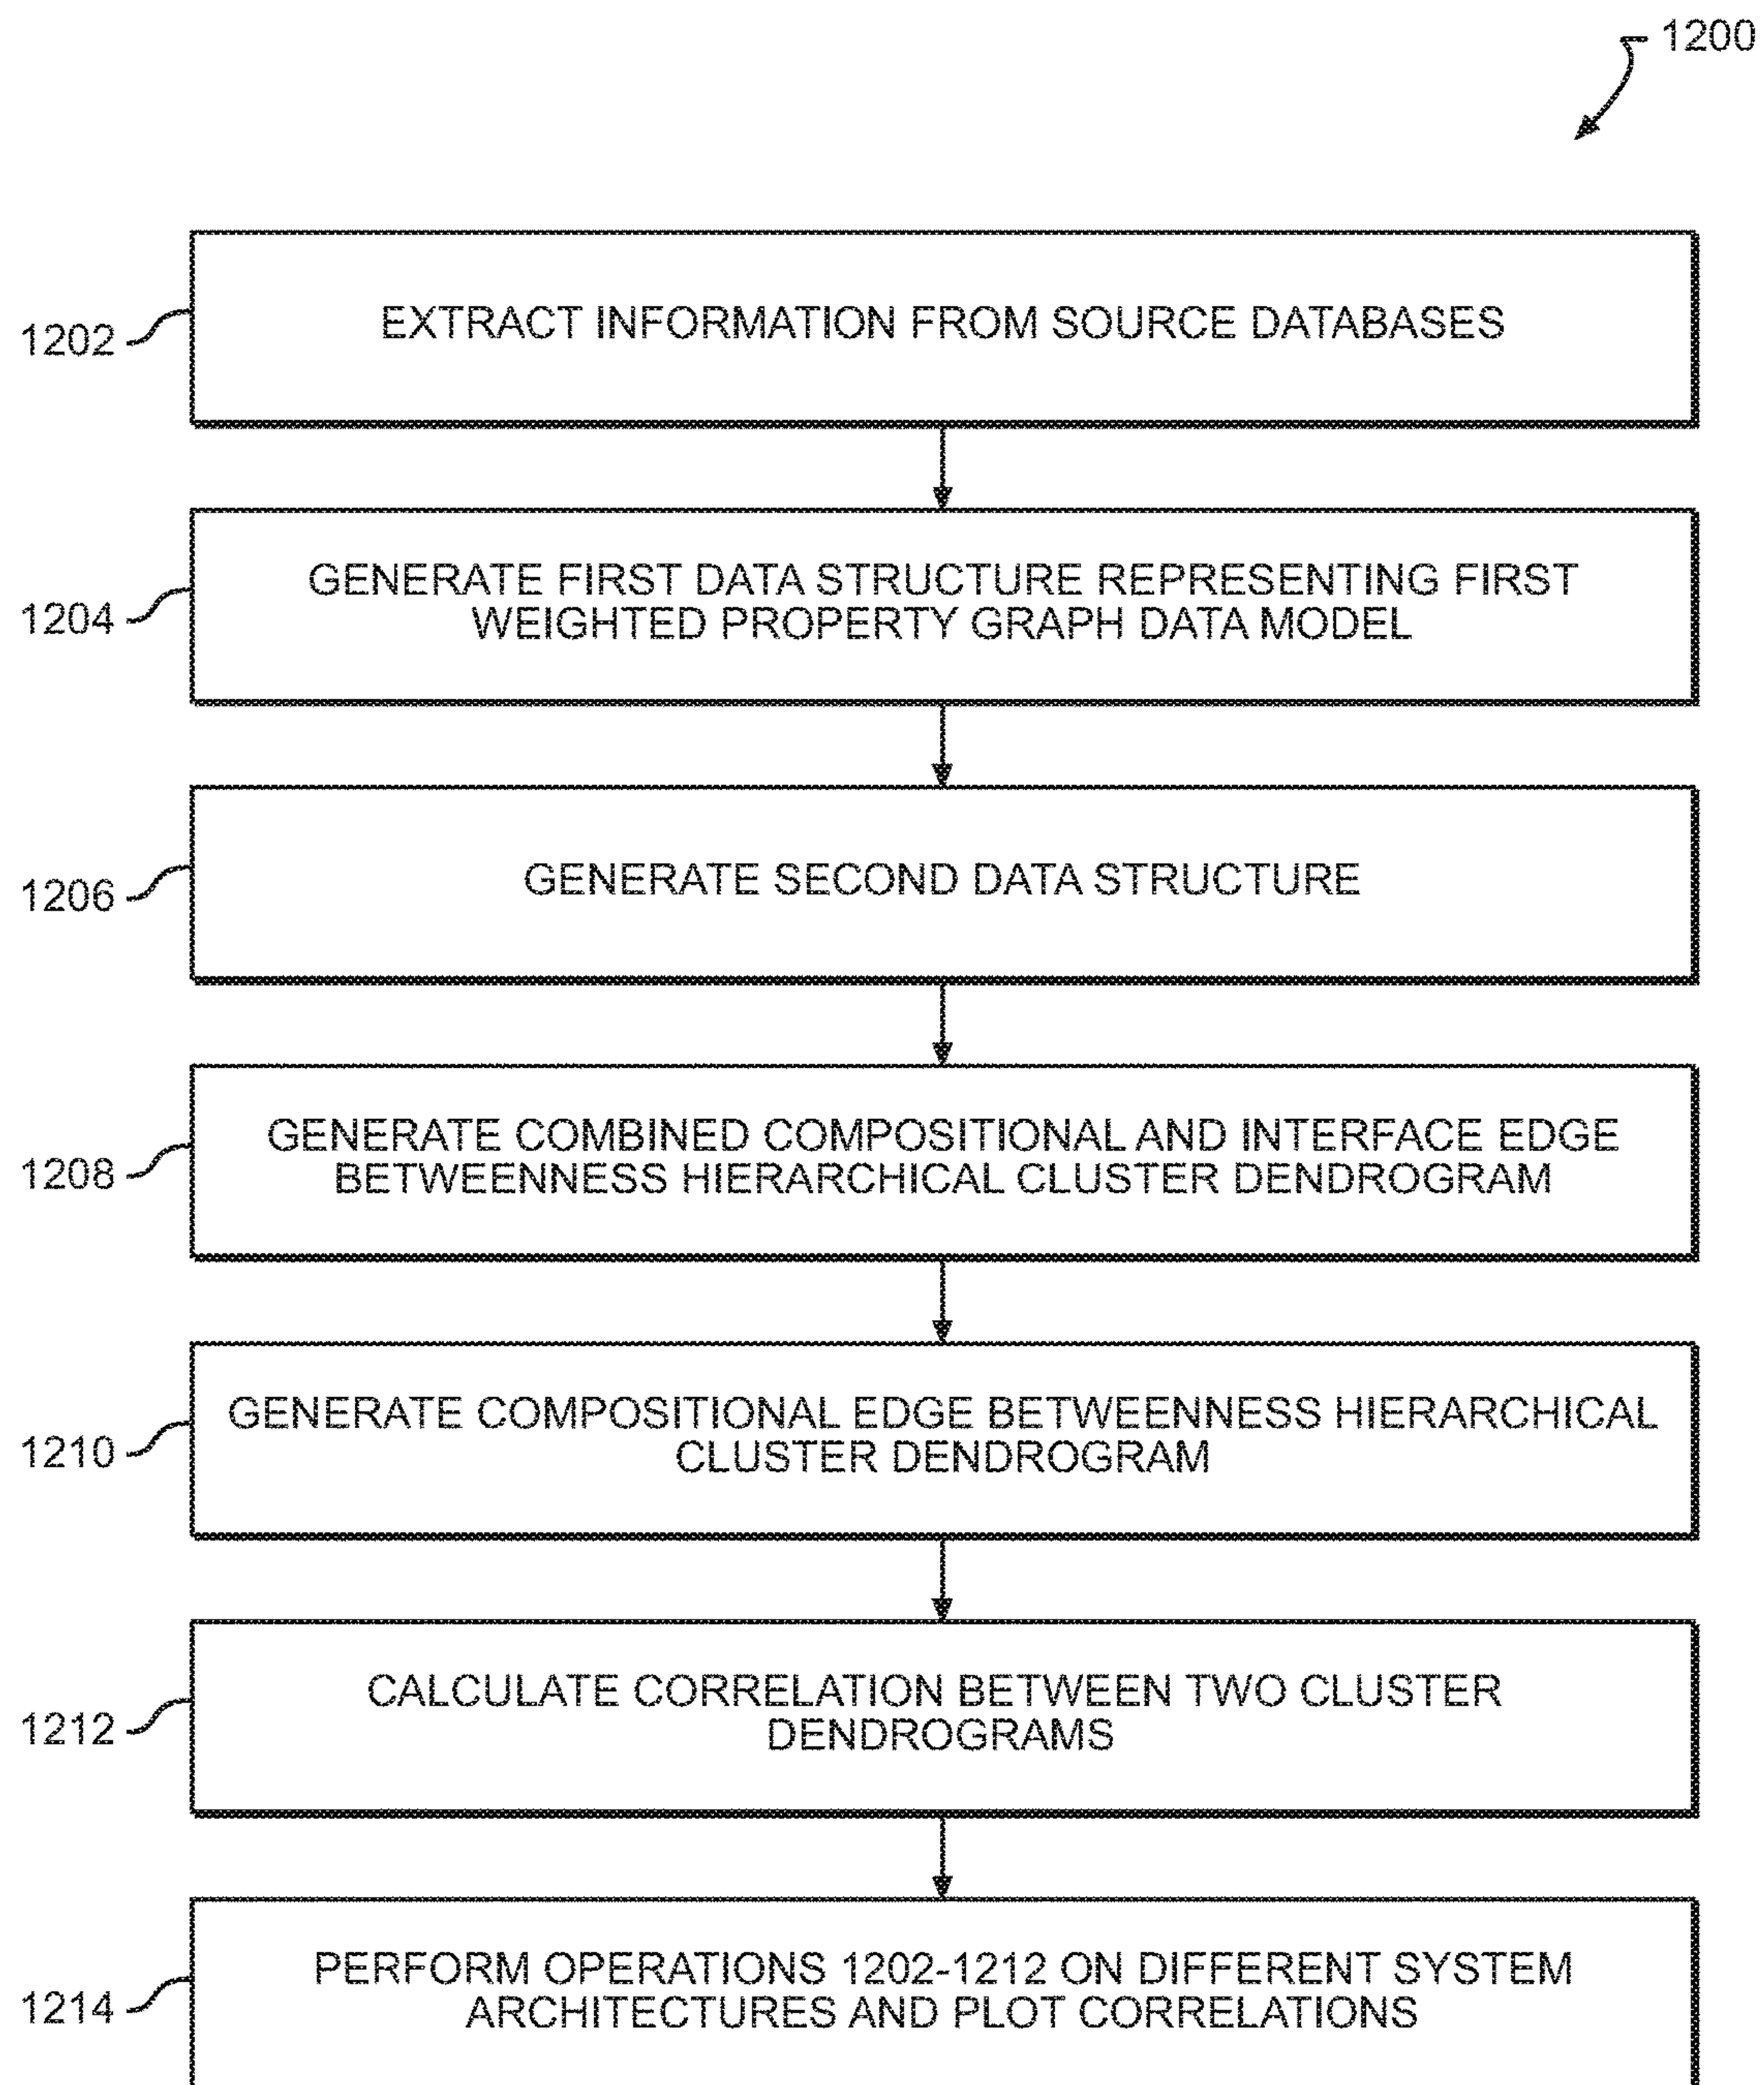 1200
1202
EXTRACT INFORMATION FROM SOURCE DATABASES
1204
GENERATE FIRST DATA STRUCTURE REPRESENTING FIRST
WEIGHTED PROPERTY GRAPH DATA MODEL
1206
GENERATE SECOND DATA STRUCTURE
1208
GENERATE COMBINED COMPOSITIONAL AND INTERFACE EDGE
BETWEENNESS HIERARCHICAL CLUSTER DENDROGRAM
1210
GENERATE COMPOSITIONAL EDGE BETWEENNESS HIERARCHICAL
CLUSTER DENDROGRAM
1212
CALCULATE CORRELATION BETWEEN TWO CLUSTER
DENDROGRAMS
1214
PERFORM OPERATIONS 1202-1212 ON DIFFERENT SYSTEM
ARCHITECTURES AND PLOT CORRELATIONS